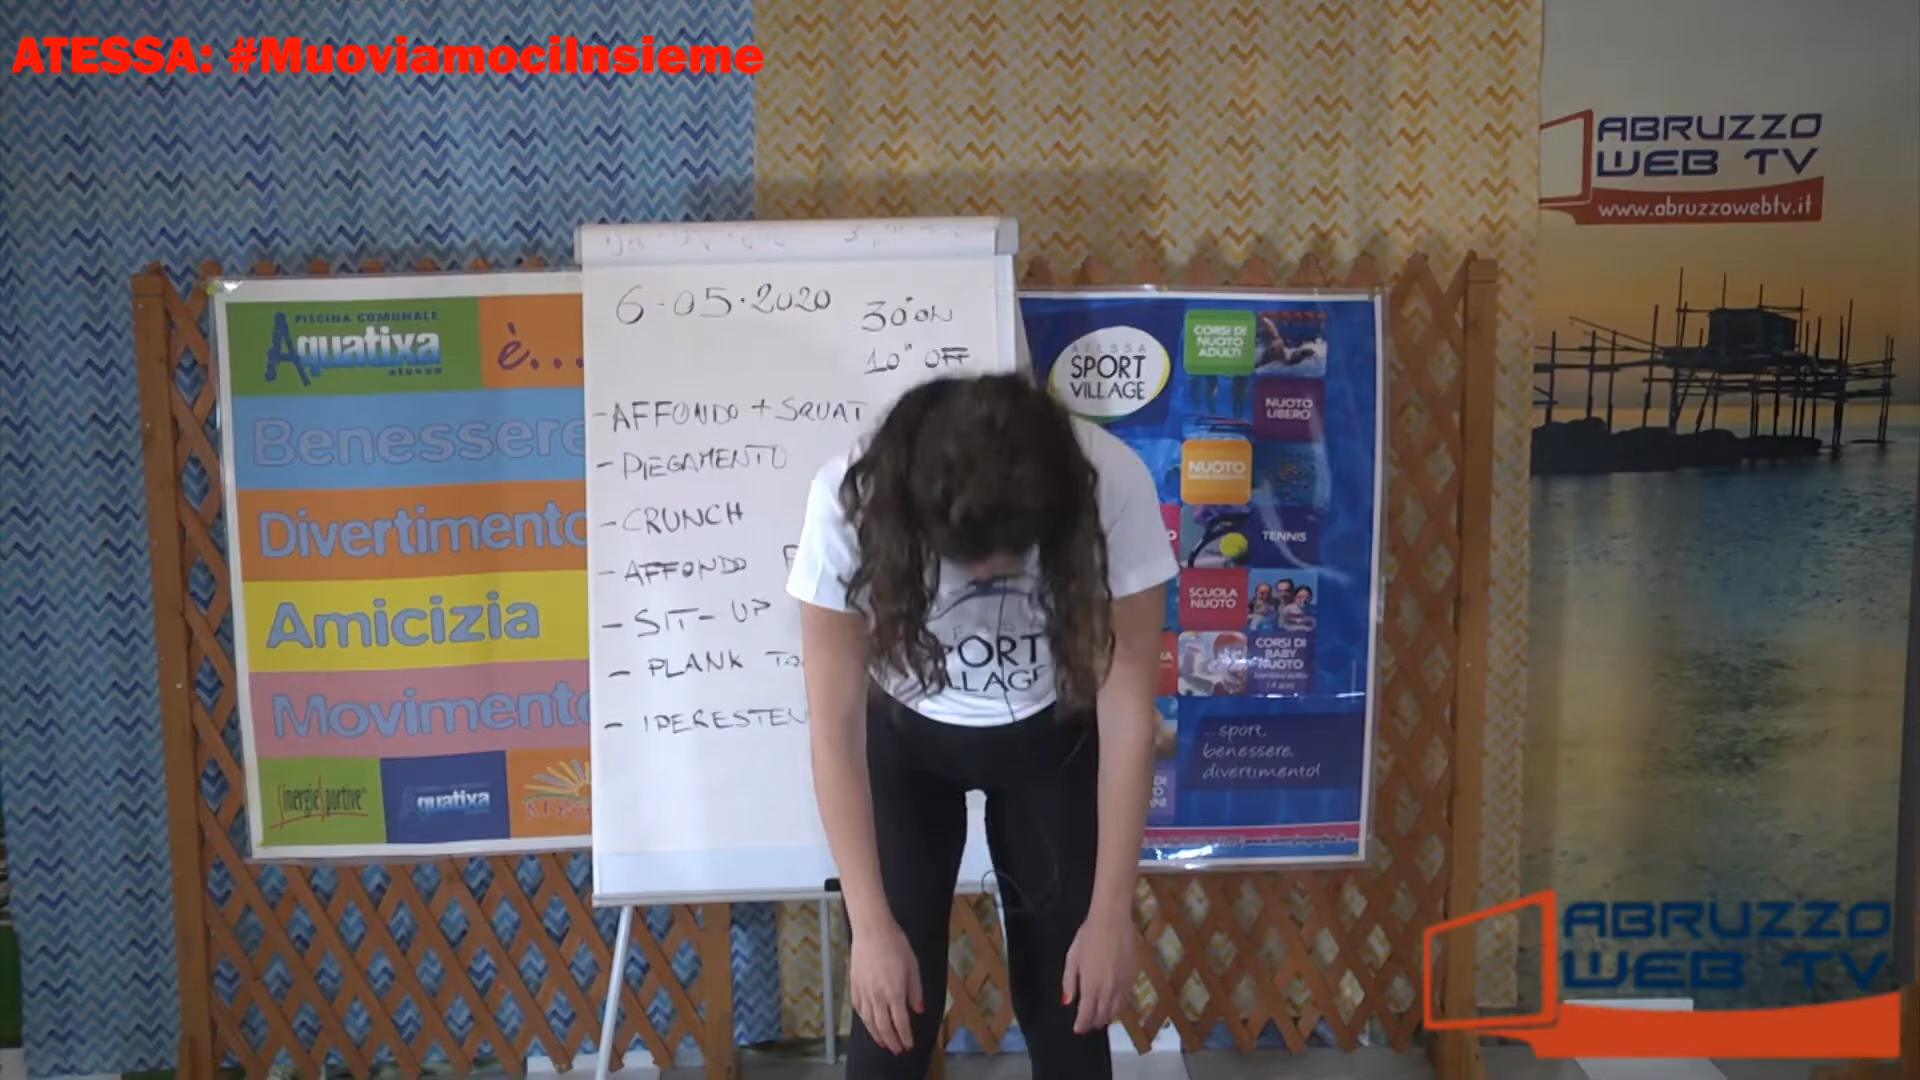 ATESSA: #MuoviamociInsieme
ABRUZZO
WEB TV
www.abruzzowebtv.it
6-05-2020
30" ON
10" OFF
- AFFONDO + SQUAT
- PIEGAMENTO
- CRUNCH
- AFFONDO
- SIT-UP
- PLANK
- IPERESTEN
PISCINA COMUNALE
Aquatixa
atessa
è...
Benessere
Divertimento
Amicizia
Movimento
Sinergie Sportive
Aquatixa
ATESSA
SPORT
VILLAGE
CORSI DI
NUOTO
ADULTI
NUOTO
LIBERO
NUOTO
TENNIS
SCUOLA
NUOTO
CORSI DI
BABY
NUOTO
...sport,
benessere,
divertimento!
PORT
LLAGE
ABRUZZO
WEB TV